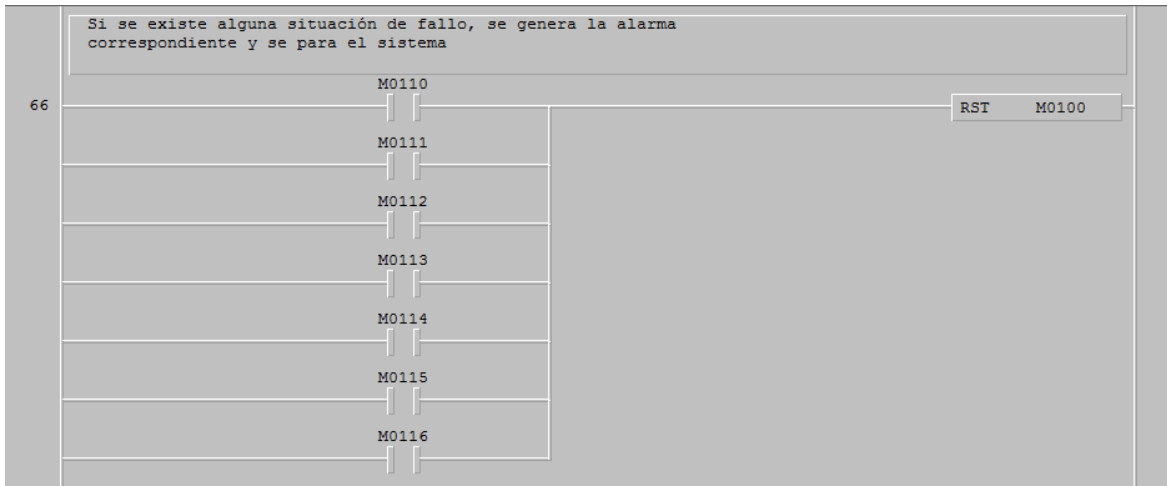 Si se existe alguna situación de fallo, se genera la alarma
correspondiente y se para el sistema
M0110
66
RST M0100
M0111
M0112
M0113
M0114
M0115
M0116